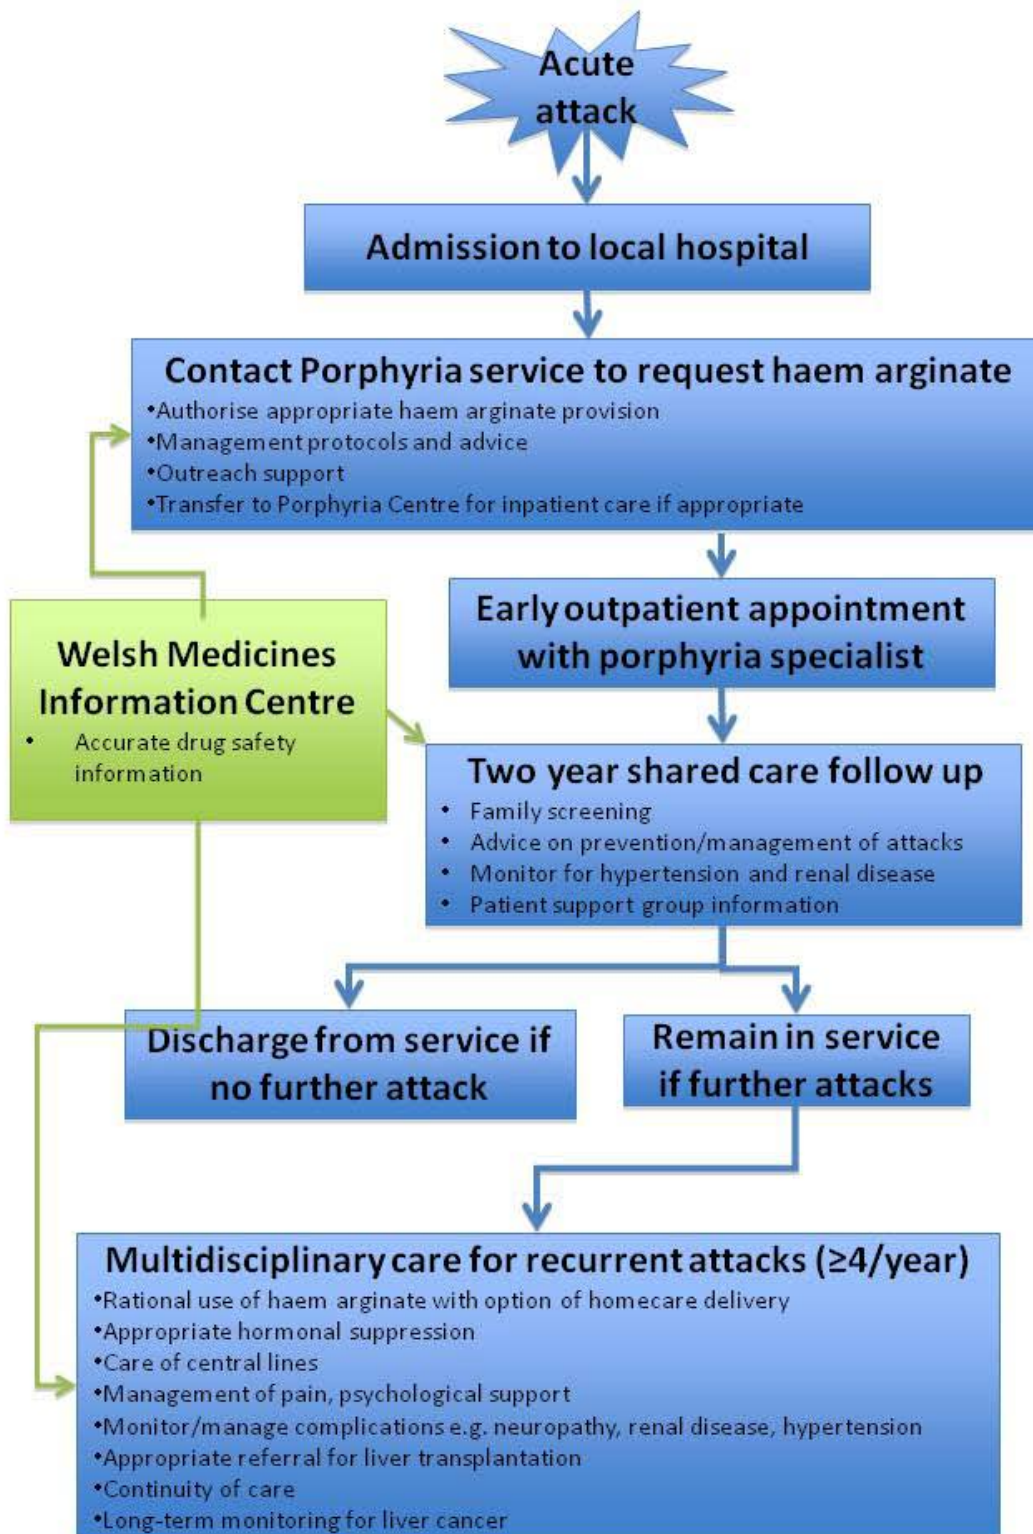 Acute
attack
Admission to local hospital
Contact Porphyria service to request haem arginate
•Authorise appropriate haem arginate provision
•Management protocols and advice
•Outreach support
•Transfer to Porphyria Centre for inpatient care if appropriate
Early outpatient appointment
with porphyria specialist
Welsh Medicines
Information Centre
• Accurate drug safety
information
Two year shared care follow up
• Family screening
• Advice on prevention/management of attacks
• Monitor for hypertension and renal disease
• Patient support group information
Discharge from service if
no further attack
Remain in service
if further attacks
Multidisciplinary care for recurrent attacks (≥4/year)
•Rational use of haem arginate with option of homecare delivery
•Appropriate hormonal suppression
•Care of central lines
•Management of pain, psychological support
•Monitor/manage complications e.g. neuropathy, renal disease, hypertension
•Appropriate referral for liver transplantation
•Continuity of care
•Long-term monitoring for liver cancer